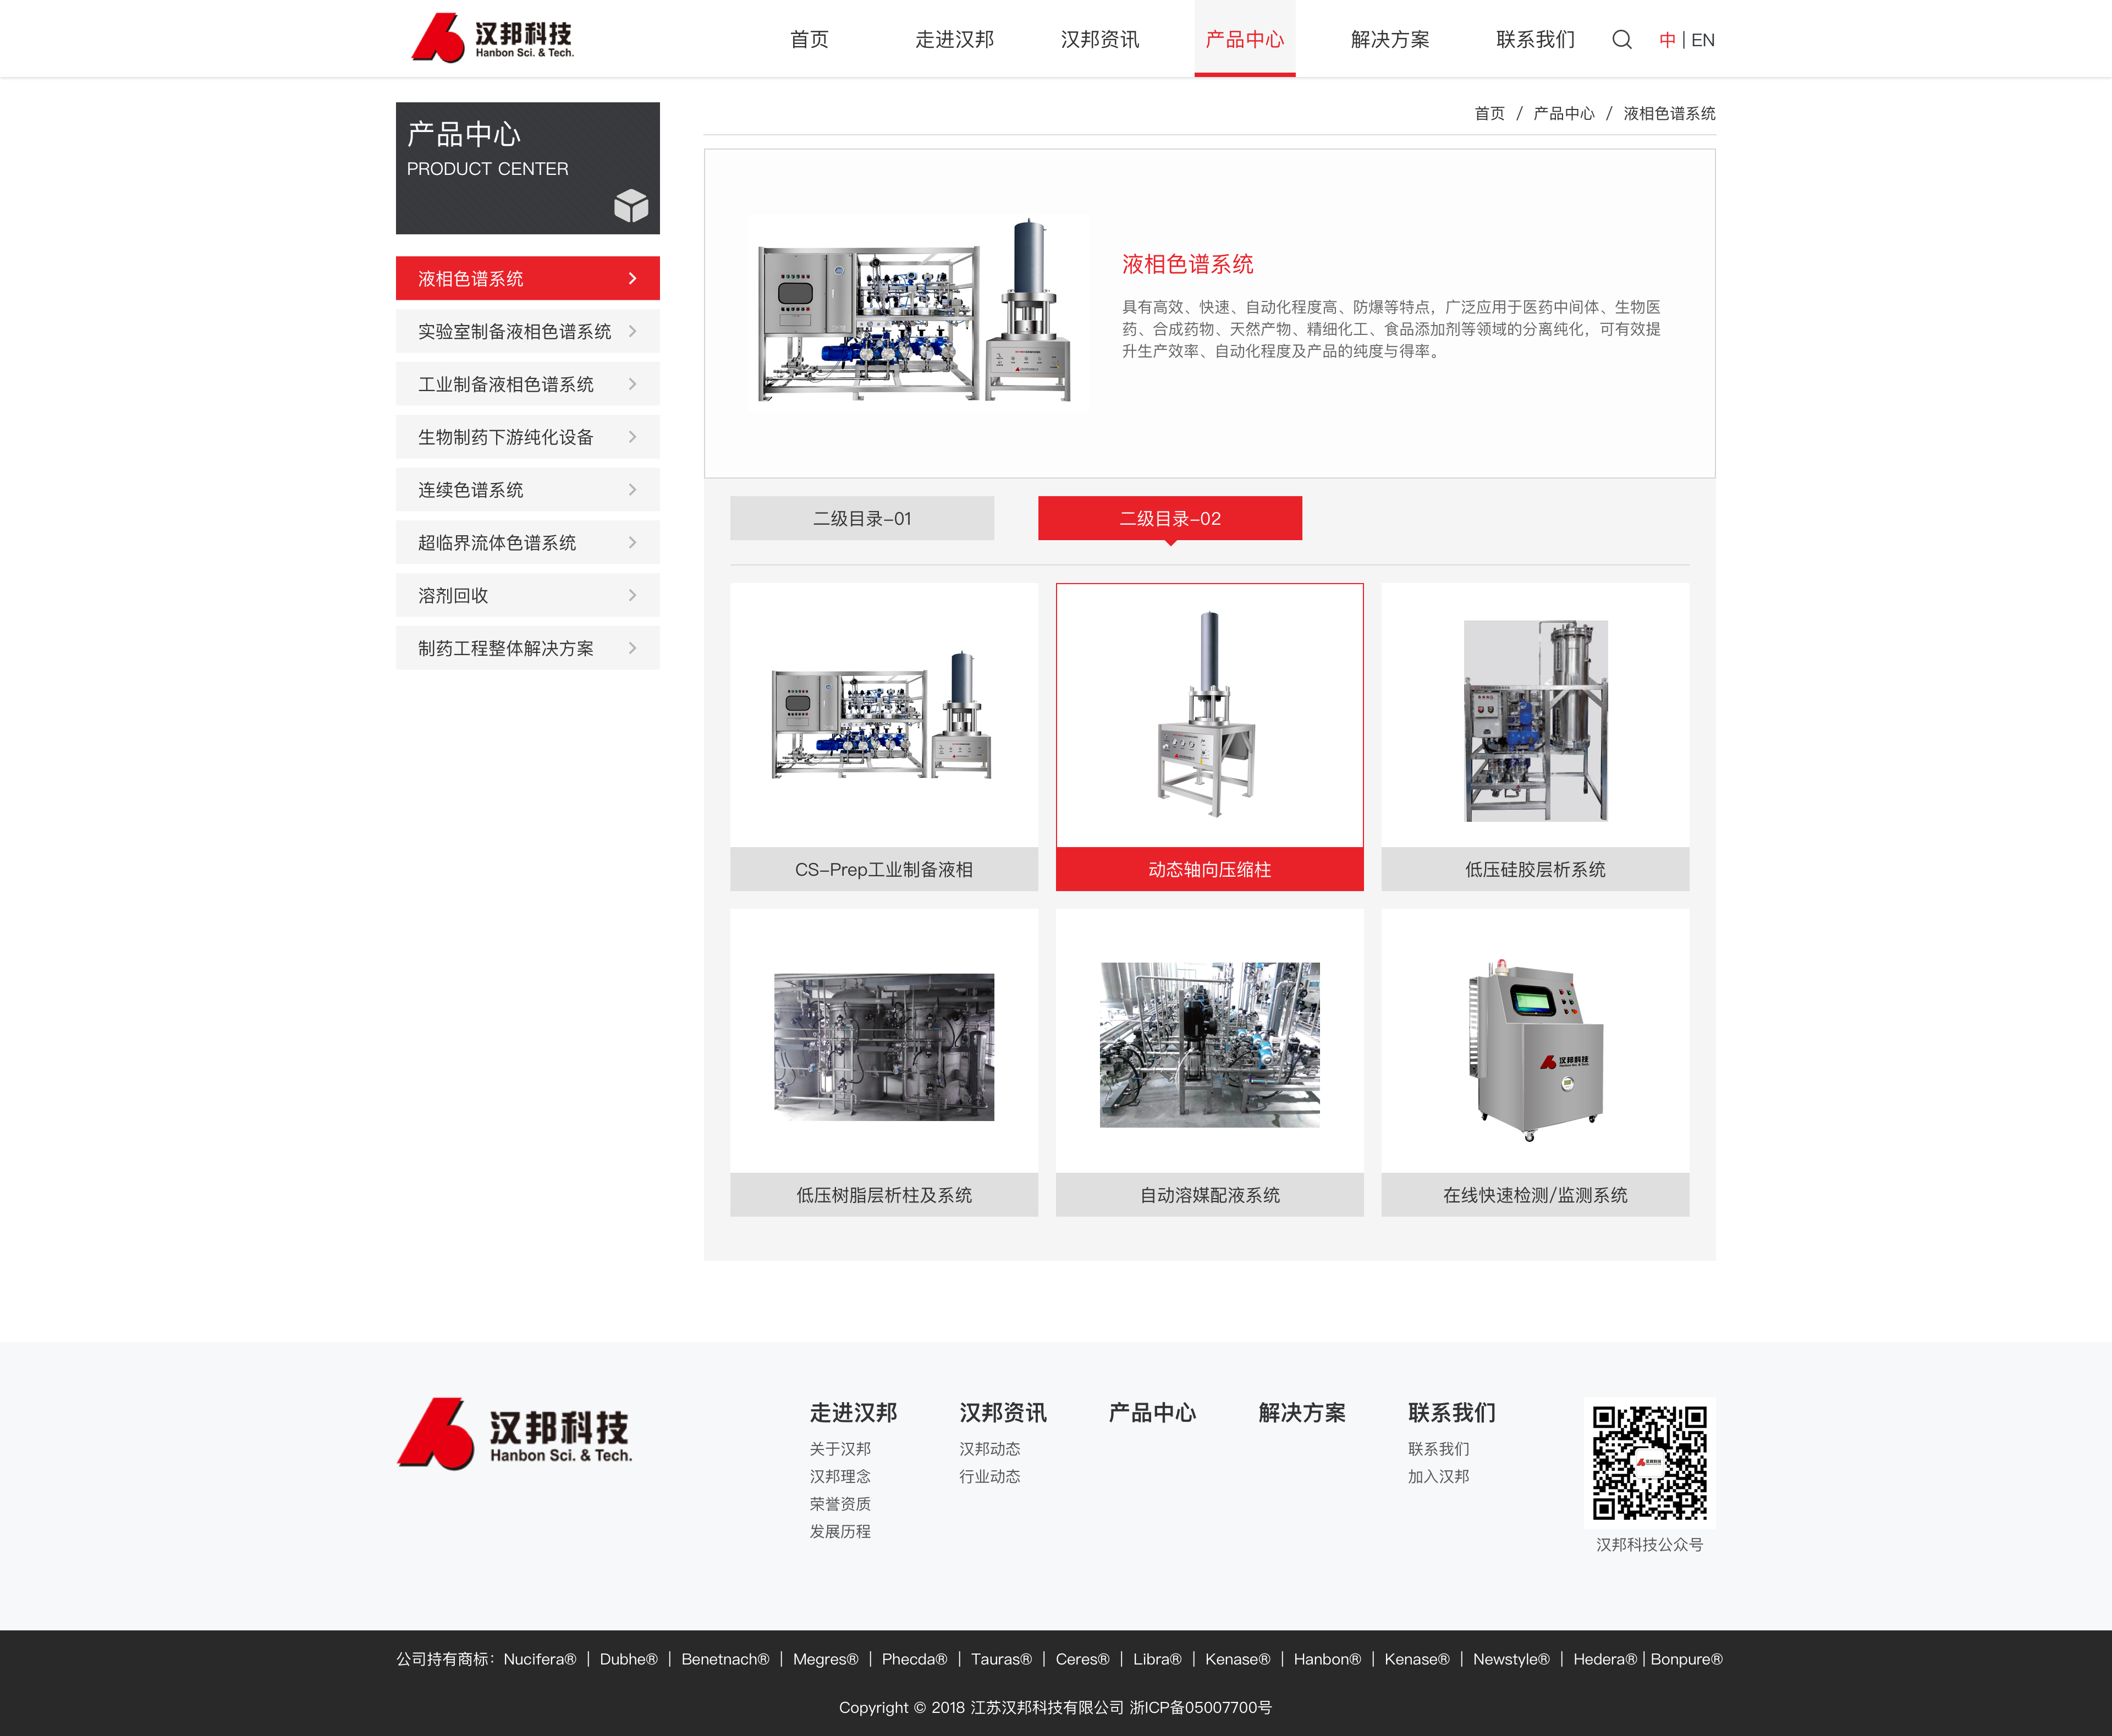 汉邦科技
Hanbon Sci. & Tech.
首页
走进汉邦
汉邦资讯
产品中心
解决方案
联系我们
中 | EN
产品中心
PRODUCT CENTER
液相色谱系统
实验室制备液相色谱系统
工业制备液相色谱系统
生物制药下游纯化设备
连续色谱系统
超临界流体色谱系统
溶剂回收
制药工程整体解决方案
首页 / 产品中心 / 液相色谱系统
液相色谱系统
具有高效、快速、自动化程度高、防爆等特点，广泛应用于医药中间体、生物医
药、合成药物、天然产物、精细化工、食品添加剂等领域的分离纯化，可有效提
升生产效率、自动化程度及产品的纯度与得率。
二级目录-01
二级目录-02
CS-Prep工业制备液相
动态轴向压缩柱
低压硅胶层析系统
汉邦科技
Hanbon Sci. & Tech.
低压树脂层析柱及系统
自动溶媒配液系统
在线快速检测/监测系统
汉邦科技
Hanbon Sci. & Tech.
走进汉邦
关于汉邦
汉邦理念
荣誉资质
发展历程
汉邦资讯
汉邦动态
行业动态
产品中心
解决方案
联系我们
联系我们
加入汉邦
汉邦科技公众号
公司持有商标：Nucifera® | Dubhe® | Benetnach® | Megres® | Phecda® | Tauras® | Ceres® | Libra® | Kenase® | Hanbon® | Kenase® | Newstyle® | Hedera® | Bonpure®
Copyright © 2018 江苏汉邦科技有限公司 浙ICP备05007700号